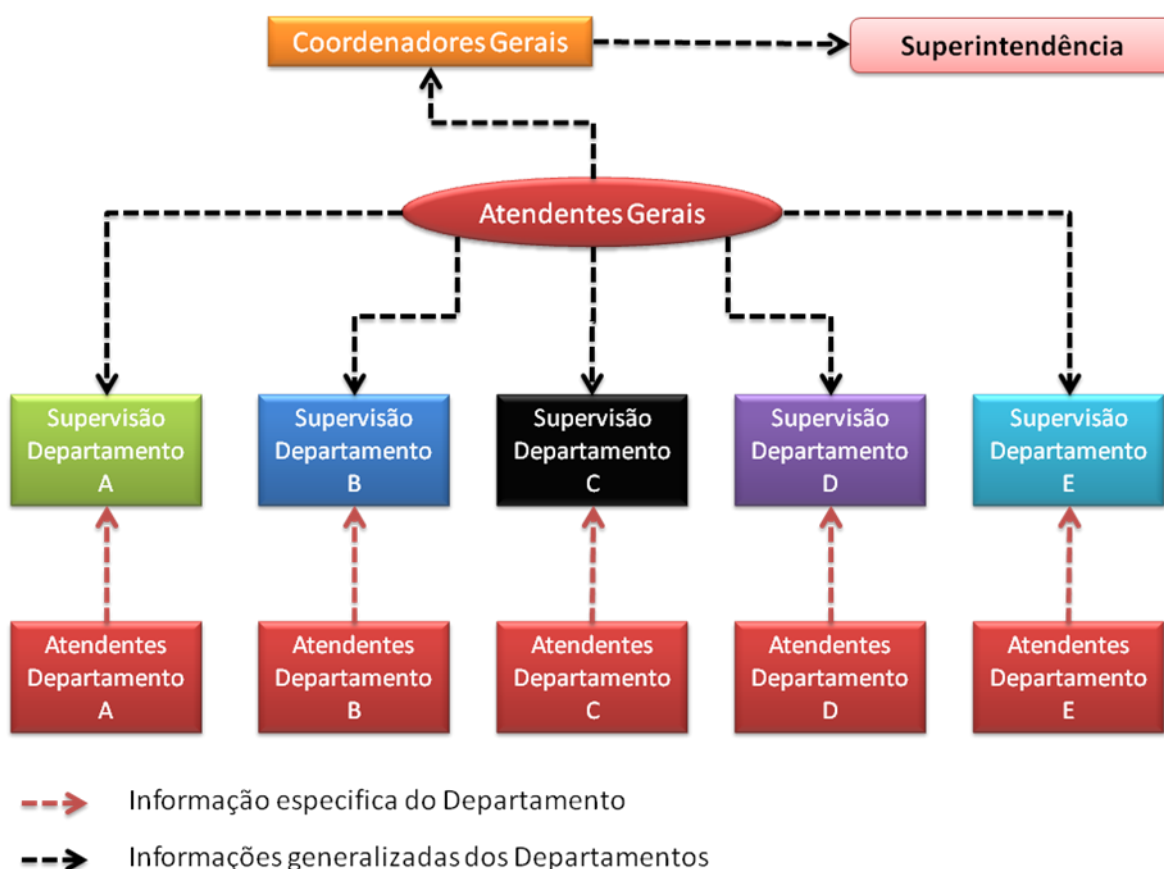 Coordenadores Gerais
Superintendência
Atendentes Gerais
Supervisão
Departamento
A
Supervisão
Departamento
B
Supervisão
Departamento
C
Supervisão
Departamento
D
Supervisão
Departamento
E
Atendentes
Departamento
A
Atendentes
Departamento
B
Atendentes
Departamento
C
Atendentes
Departamento
D
Atendentes
Departamento
E
Informação especifica do Departamento
Informações generalizadas dos Departamentos